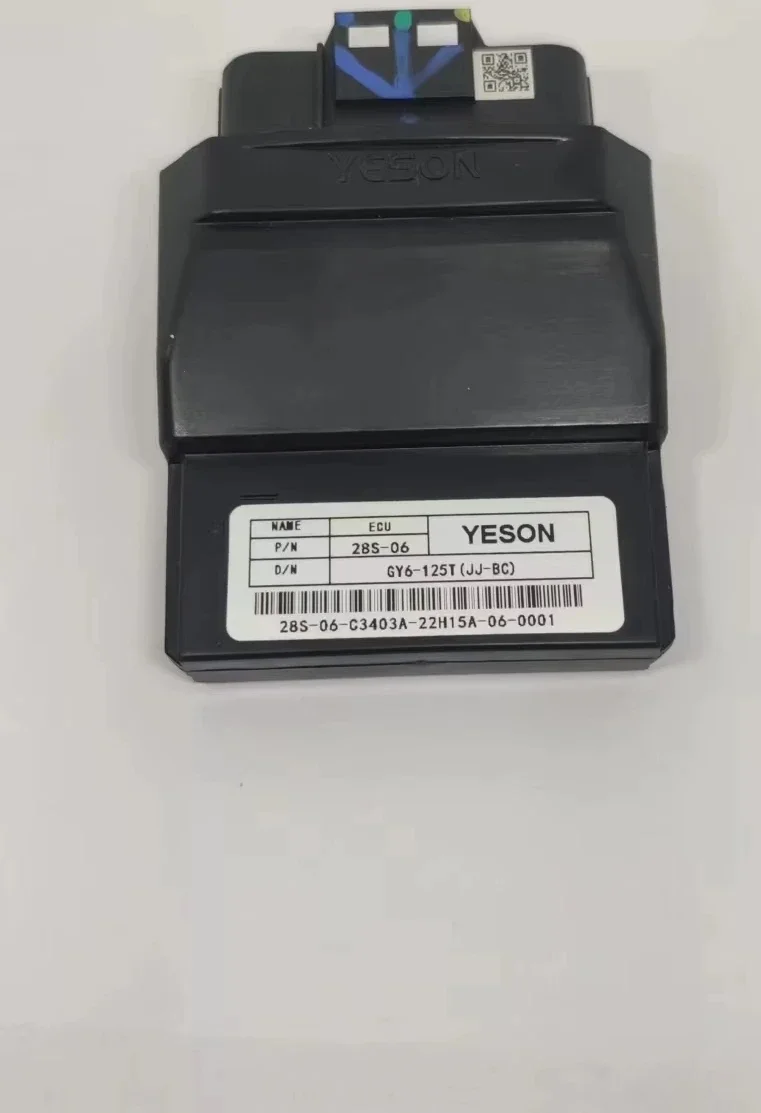 YESON
NAME ECU YESON
P/N 28S-06
D/N GY6-125T(JJ-BC)
28S-06-C3403A-22H15A-06-0001